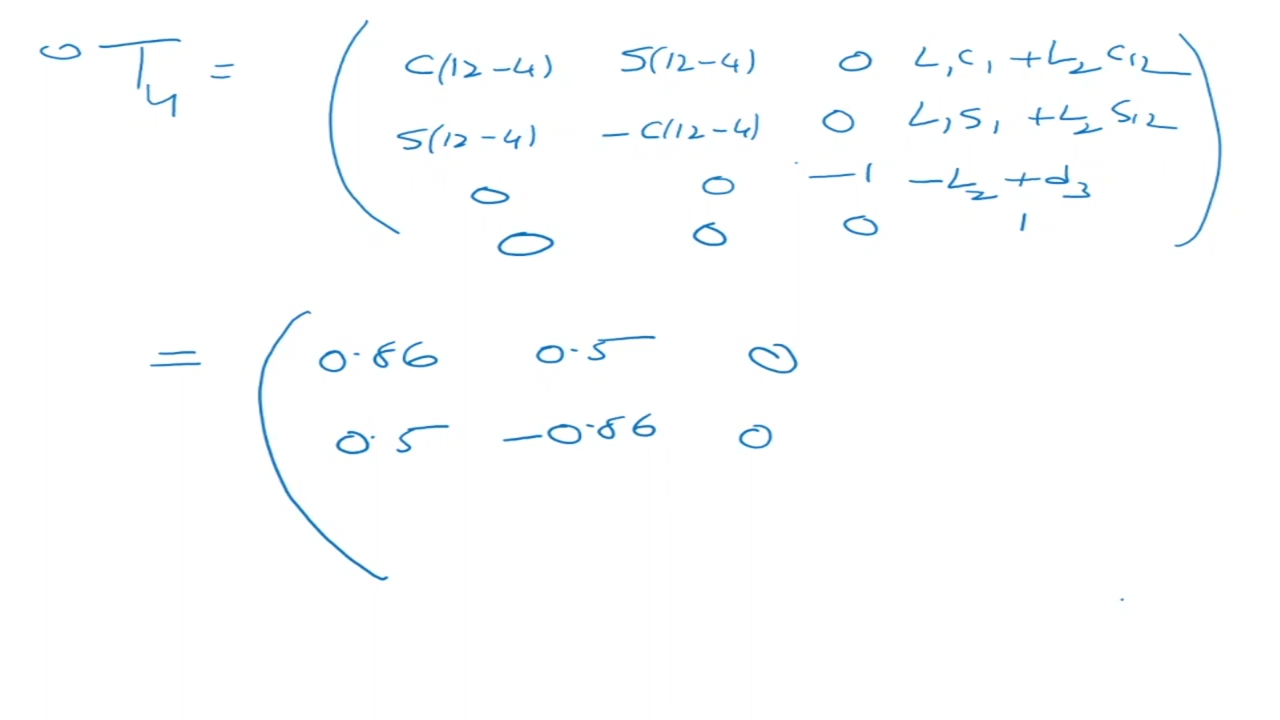 ⁰T₄ = ( C(12-4) S(12-4) 0 L₁C₁ + L₂C₁₂
S(12-4) -C(12-4) 0 L₁S₁ + L₂S₁₂
0 0 -1 -L₂ + d₃
0 0 0 1 )
= ( 0.86 0.5 0
0.5 -0.86 0